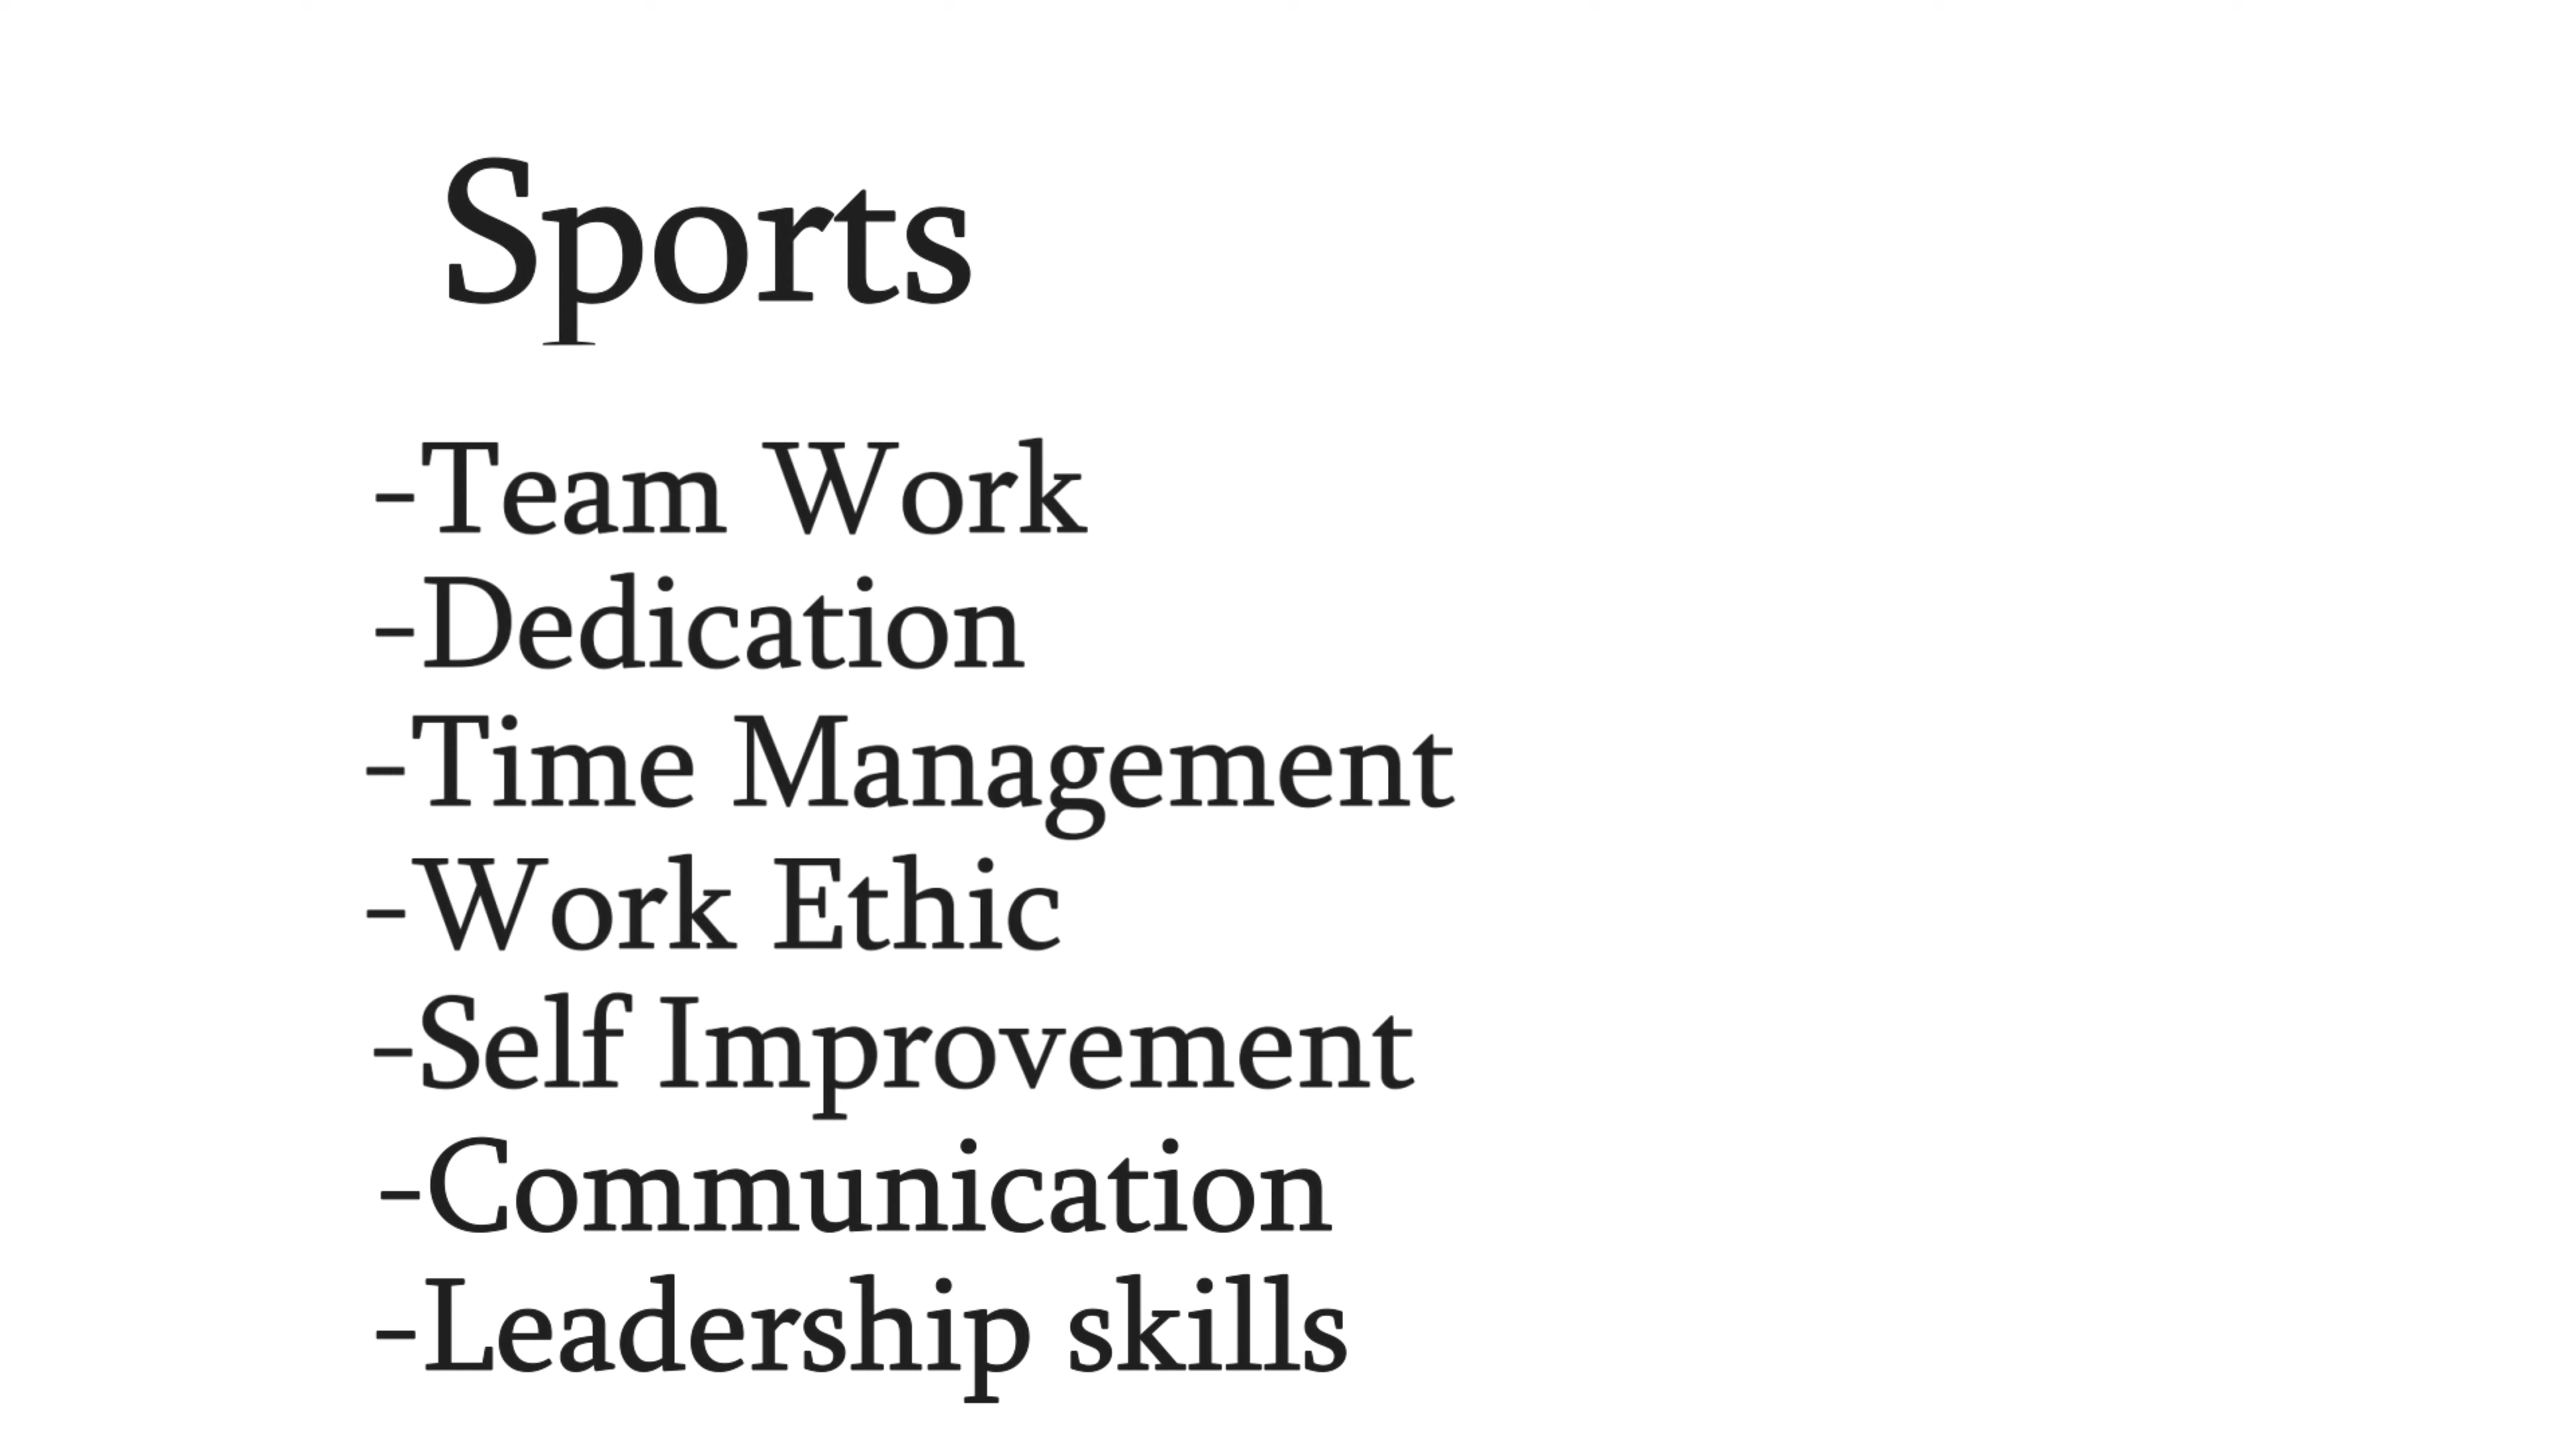 Sports
-Team Work
-Dedication
-Time Management
-Work Ethic
-Self Improvement
-Communication
-Leadership skills